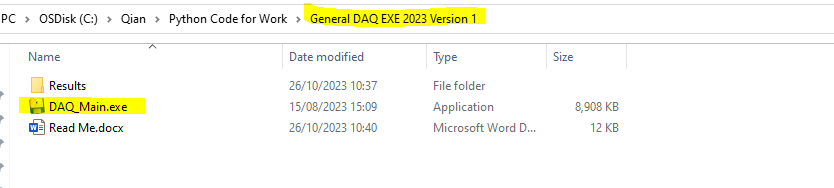 PC > OSDisk (C:) > Qian > Python Code for Work > General DAQ EXE 2023 Version 1
Name Date modified Type Size
Results 26/10/2023 10:37 File folder
DAQ_Main.exe 15/08/2023 15:09 Application 8,908 KB
Read Me.docx 26/10/2023 10:40 Microsoft Word D... 12 KB